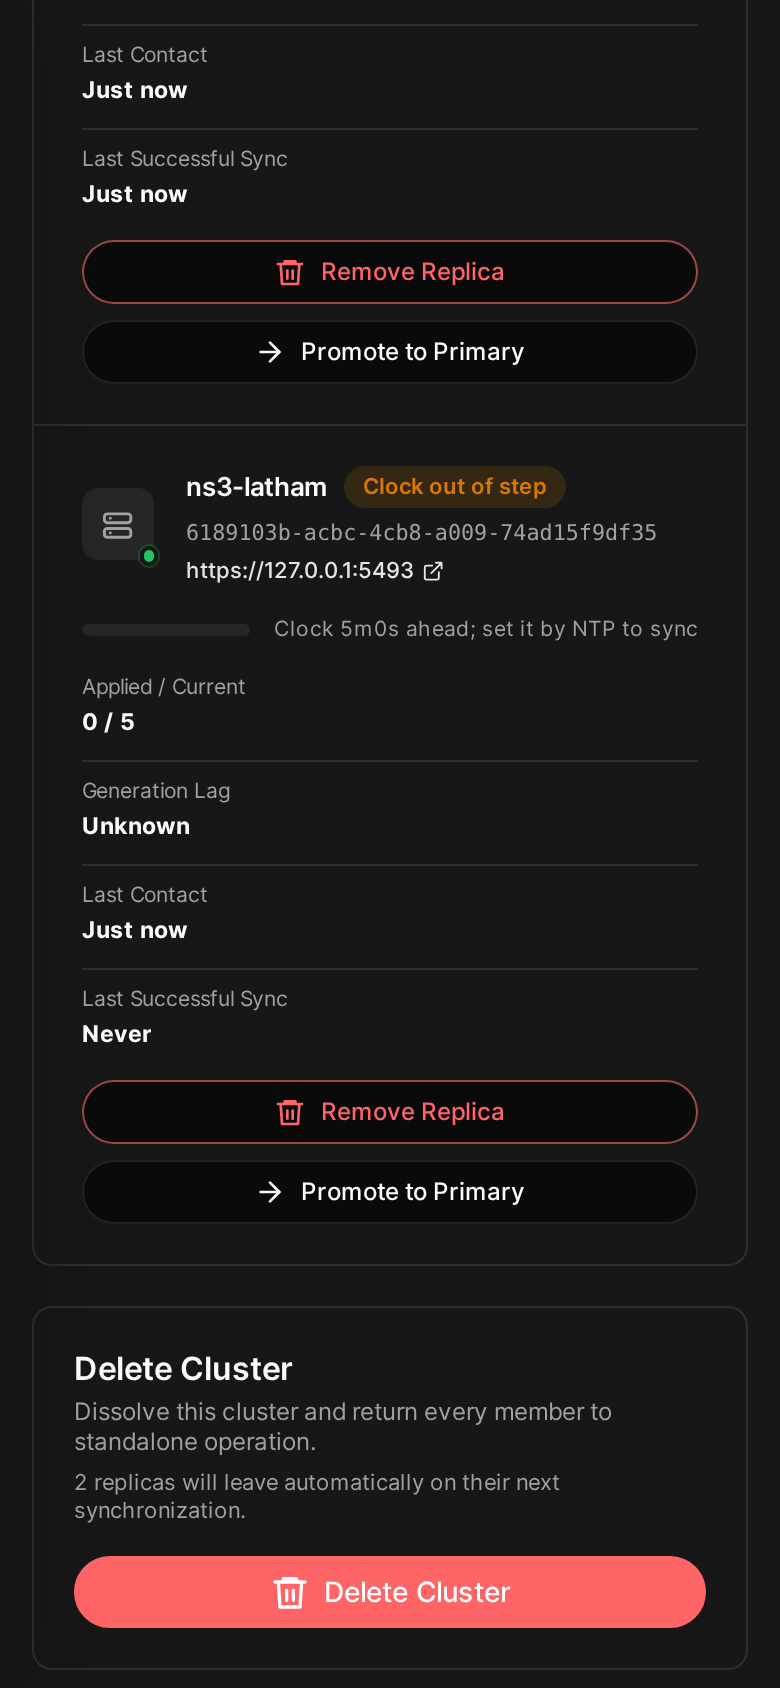 Last Contact
Just now
Last Successful Sync
Just now
Remove Replica
Promote to Primary
ns3-latham
Clock out of step
6189103b-acbc-4cb8-a009-74ad15f9df35
https://127.0.0.1:5493
Clock 5m0s ahead; set it by NTP to sync
Applied / Current
0 / 5
Generation Lag
Unknown
Last Contact
Just now
Last Successful Sync
Never
Remove Replica
Promote to Primary
Delete Cluster
Dissolve this cluster and return every member to
standalone operation.
2 replicas will leave automatically on their next
synchronization.
Delete Cluster